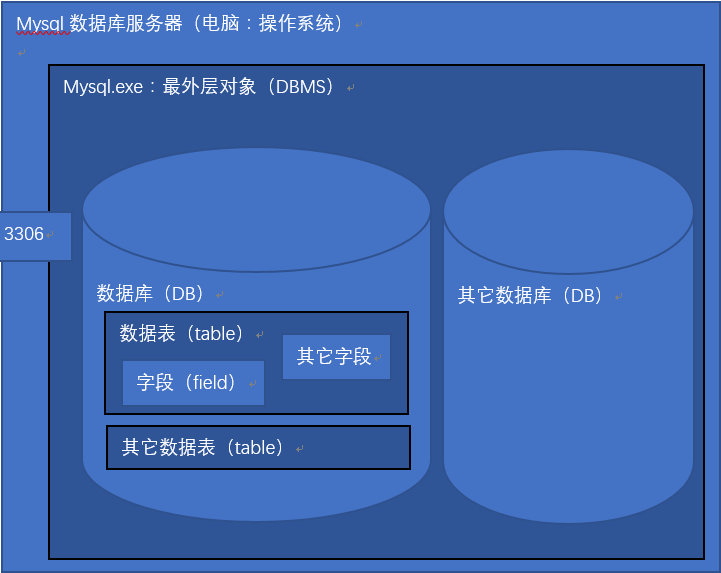 Mysql 数据库服务器（电脑：操作系统）
Mysql.exe：最外层对象（DBMS）
3306
数据库（DB）
其它数据库（DB）
数据表（table）
其它字段
字段（field）
其它数据表（table）